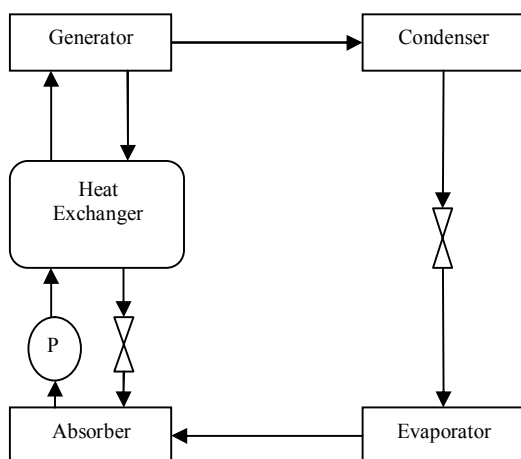 Generator
Condenser
Heat
Exchanger
P
Absorber
Evaporator